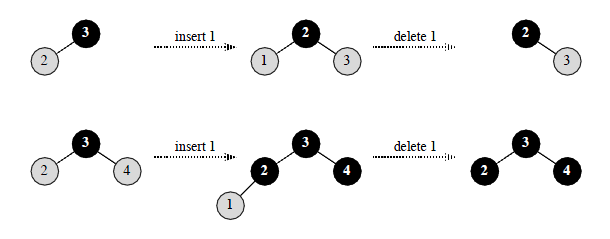 3 insert 1 2 delete 1 2
2 1 3 3
3 insert 1 3 delete 1 3
2 4 2 4 2 4
1